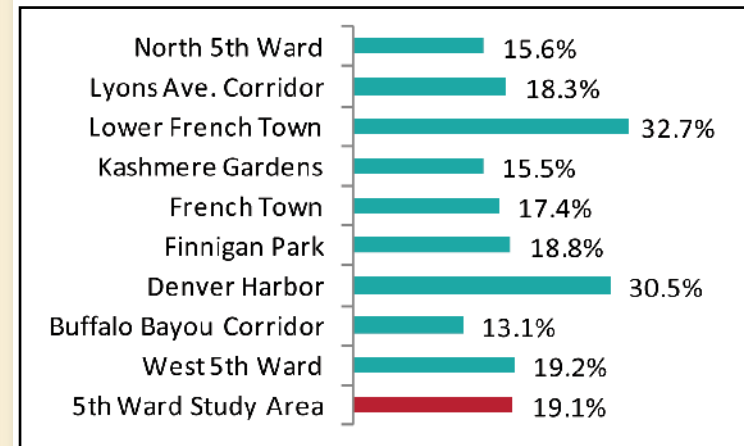 North 5th Ward 15.6%
Lyons Ave. Corridor 18.3%
Lower French Town 32.7%
Kashmere Gardens 15.5%
French Town 17.4%
Finnigan Park 18.8%
Denver Harbor 30.5%
Buffalo Bayou Corridor 13.1%
West 5th Ward 19.2%
5th Ward Study Area 19.1%